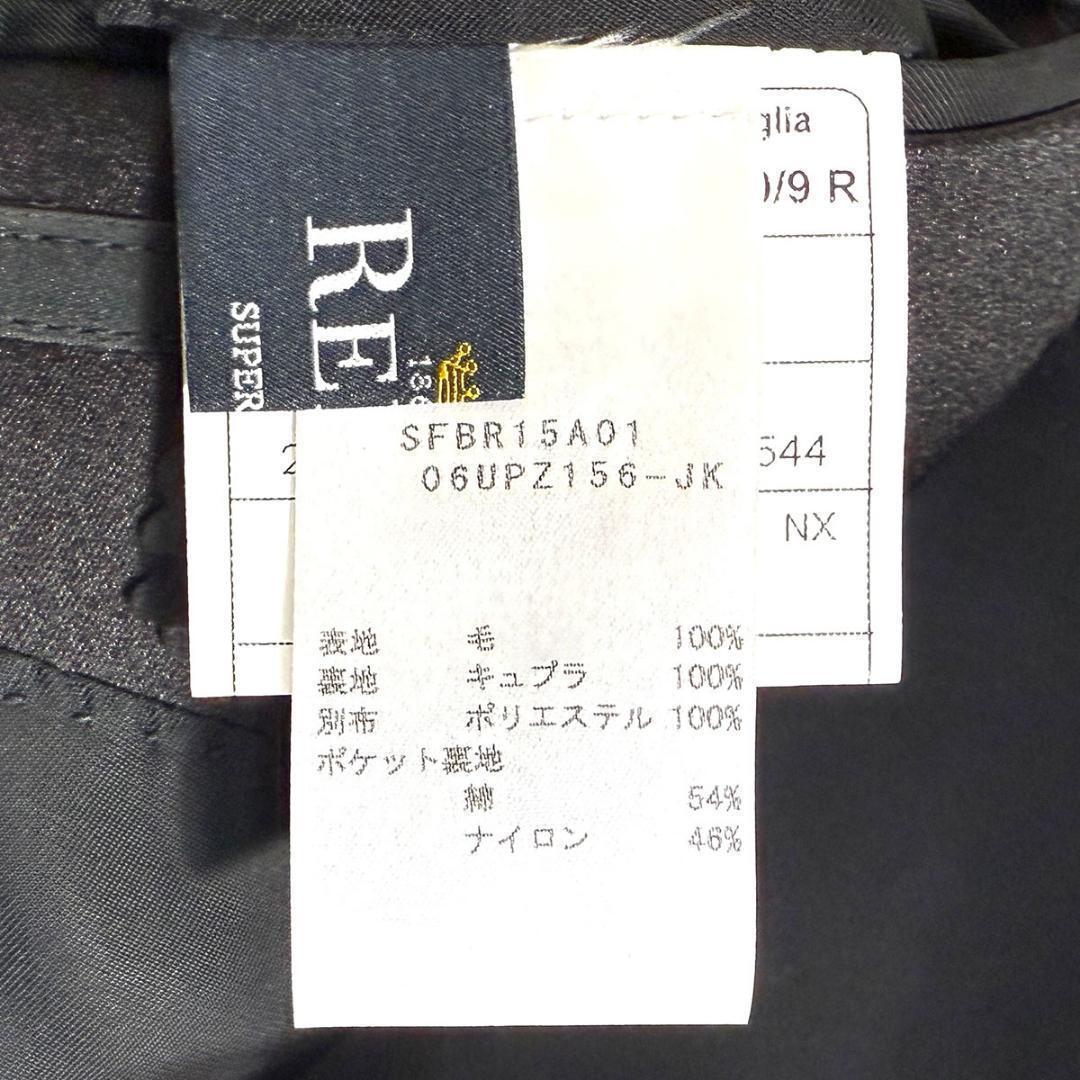 glia
/9 R
RE
SUPER
18
SFBR15A01
06UPZ156-JK
544
2
NX
表地 毛 100%
裏地 キュプラ 100%
別布 ポリエステル 100%
ポケット裏地
綿 54%
ナイロン 46%